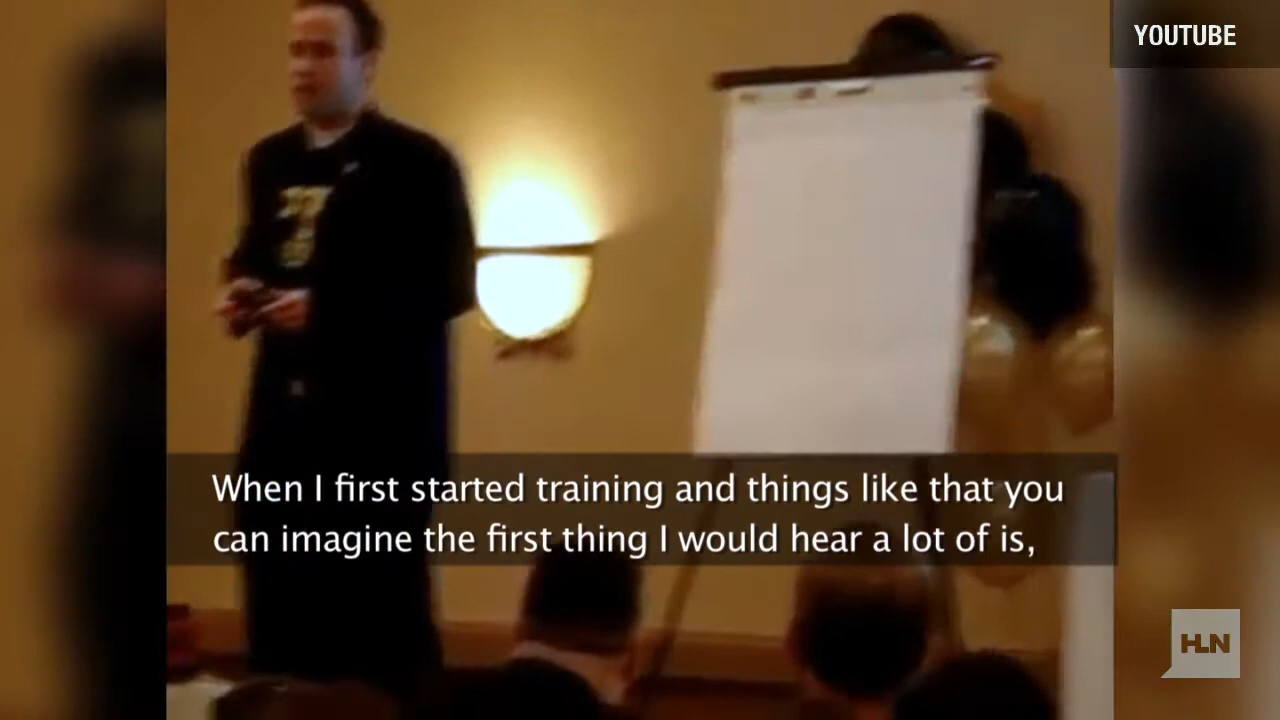 YOUTUBE
When I first started training and things like that you
can imagine the first thing I would hear a lot of is,
HLN